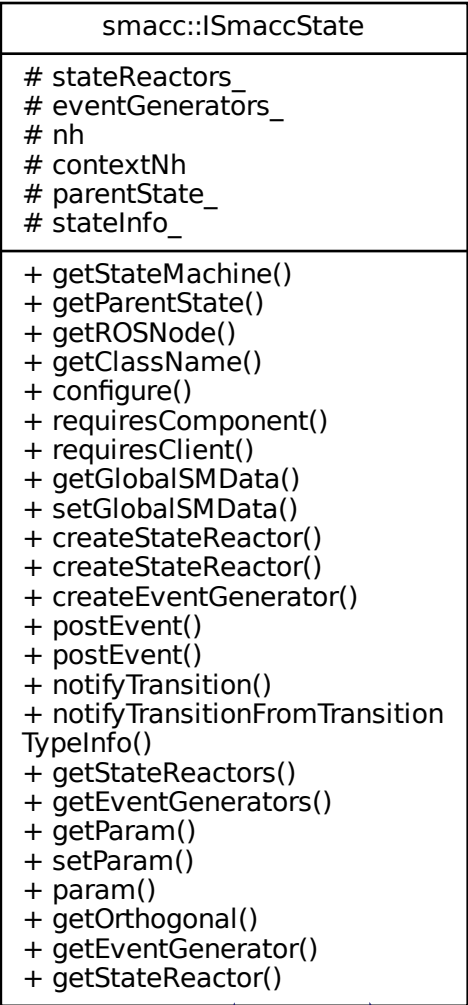 smacc::ISmaccState
# stateReactors_
# eventGenerators_
# nh
# contextNh
# parentState_
# stateInfo_
+ getStateMachine()
+ getParentState()
+ getROSNode()
+ getClassName()
+ configure()
+ requiresComponent()
+ requiresClient()
+ getGlobalSMData()
+ setGlobalSMData()
+ createStateReactor()
+ createStateReactor()
+ createEventGenerator()
+ postEvent()
+ postEvent()
+ notifyTransition()
+ notifyTransitionFromTransition
TypeInfo()
+ getStateReactors()
+ getEventGenerators()
+ getParam()
+ setParam()
+ param()
+ getOrthogonal()
+ getEventGenerator()
+ getStateReactor()